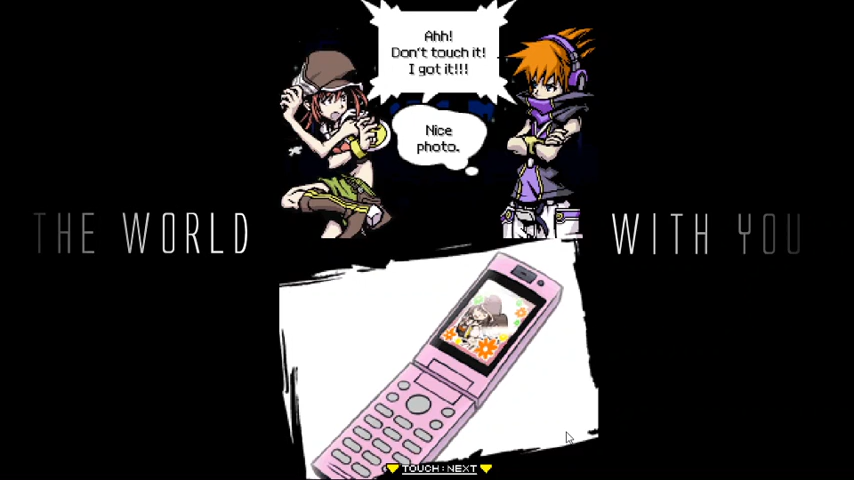 Ahh!
Don't touch it!
I got it!!!
Nice
photo.
THE WORLD
WITH YOU
TOUCH : NEXT